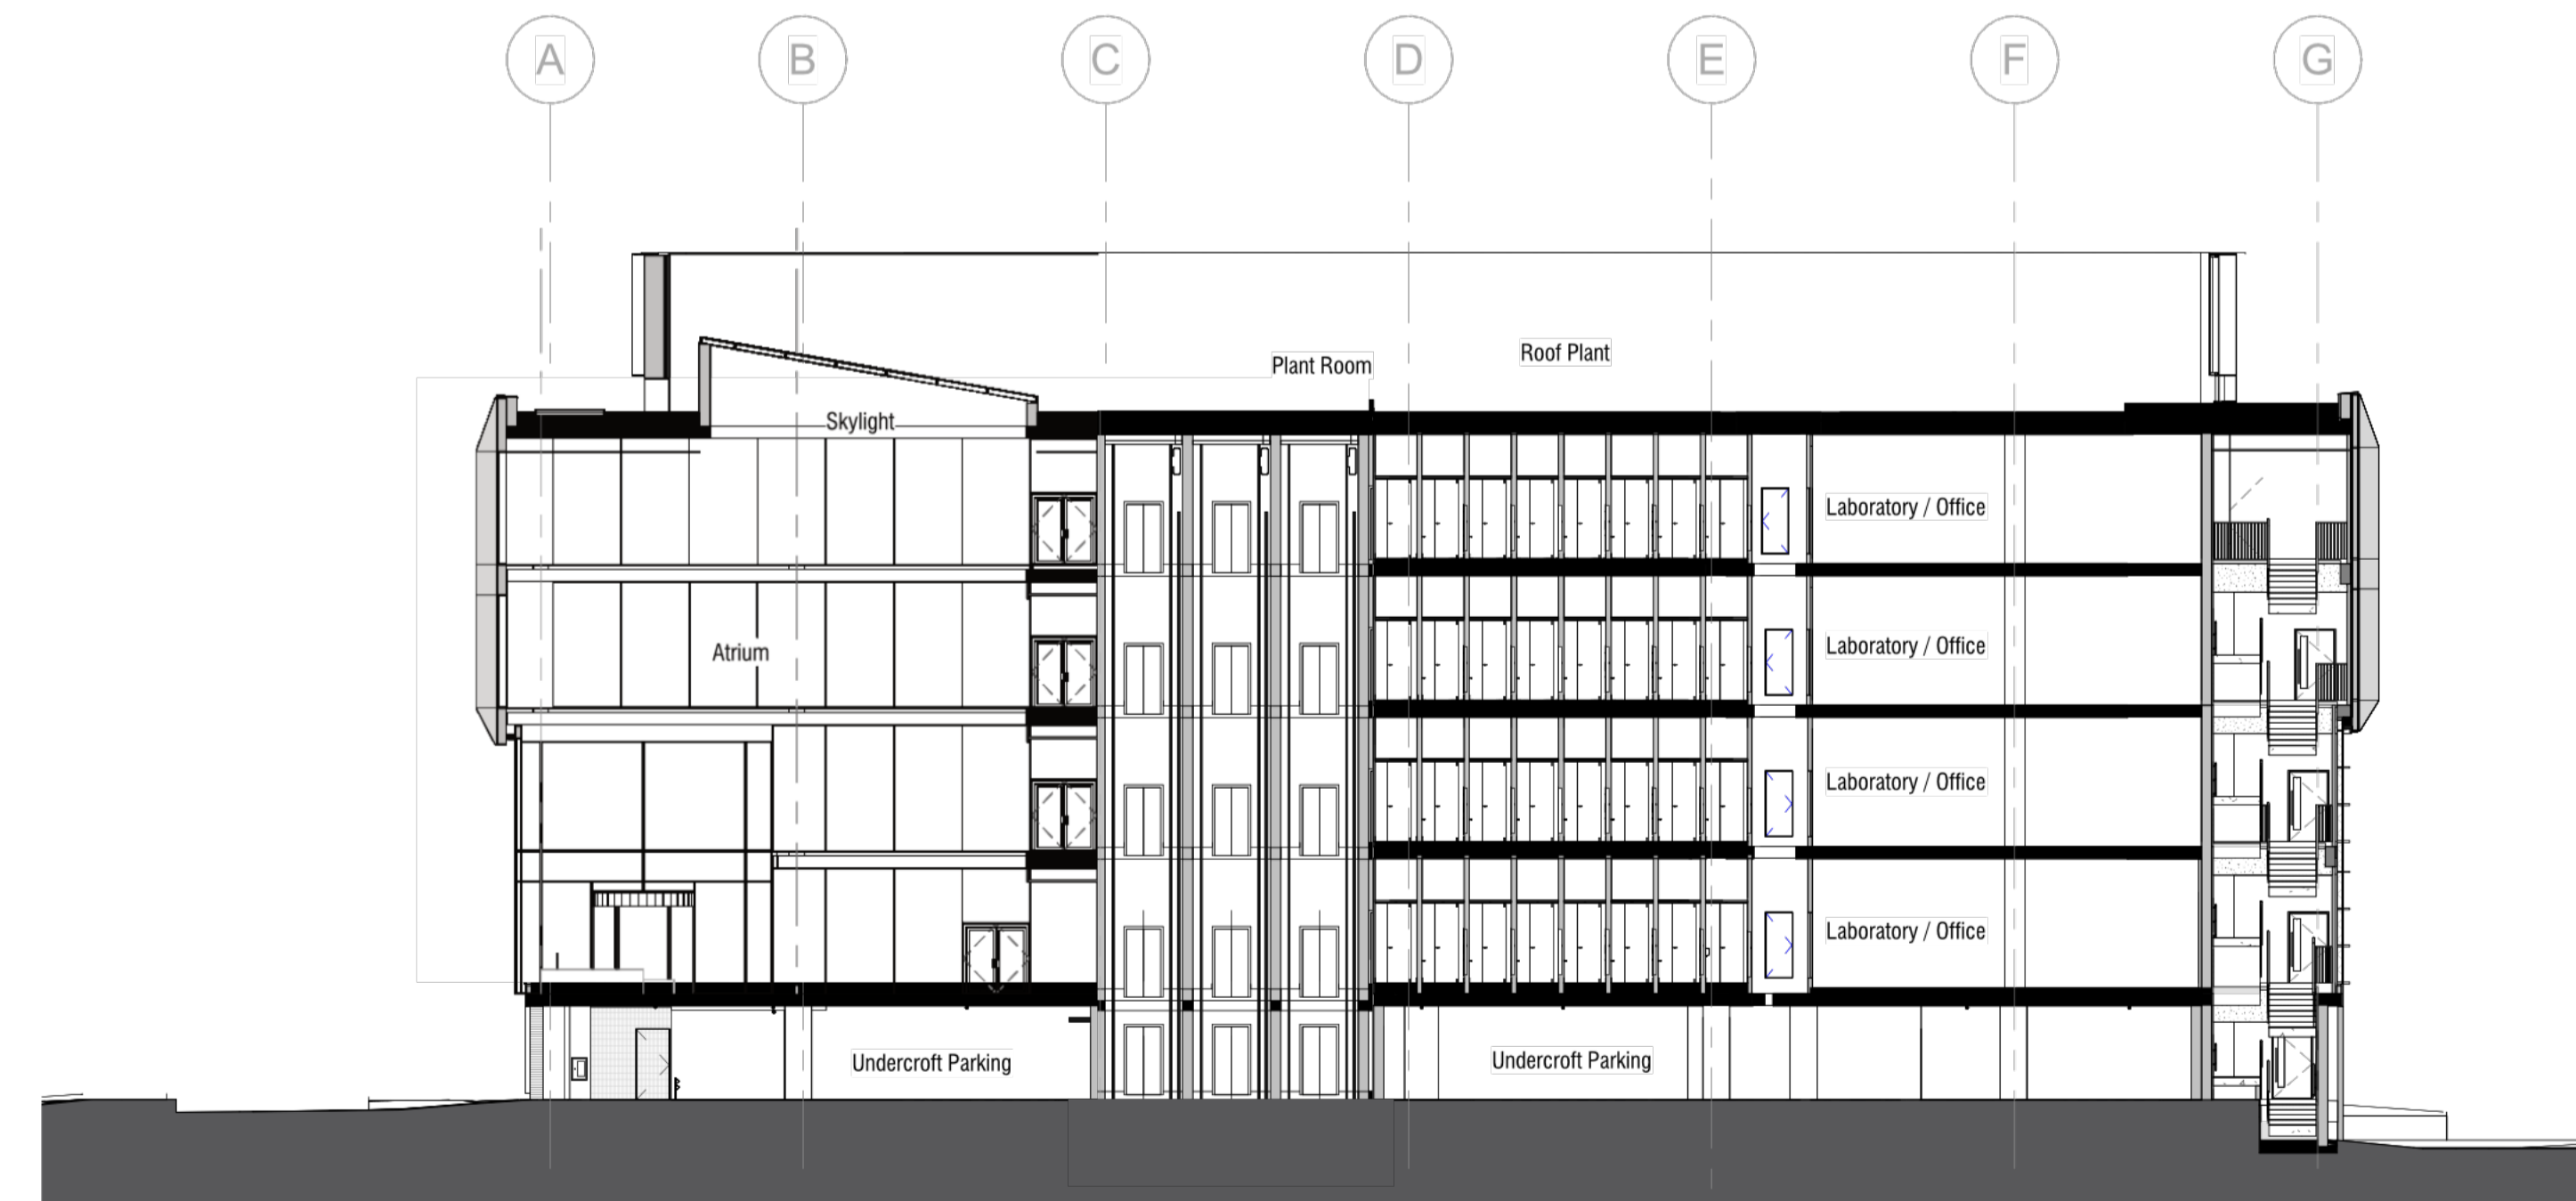 A
B
C
D
E
F
G
Roof Plant
Plant Room
Skylight
Laboratory / Office
Atrium
Laboratory / Office
Laboratory / Office
Laboratory / Office
Undercroft Parking
Undercroft Parking